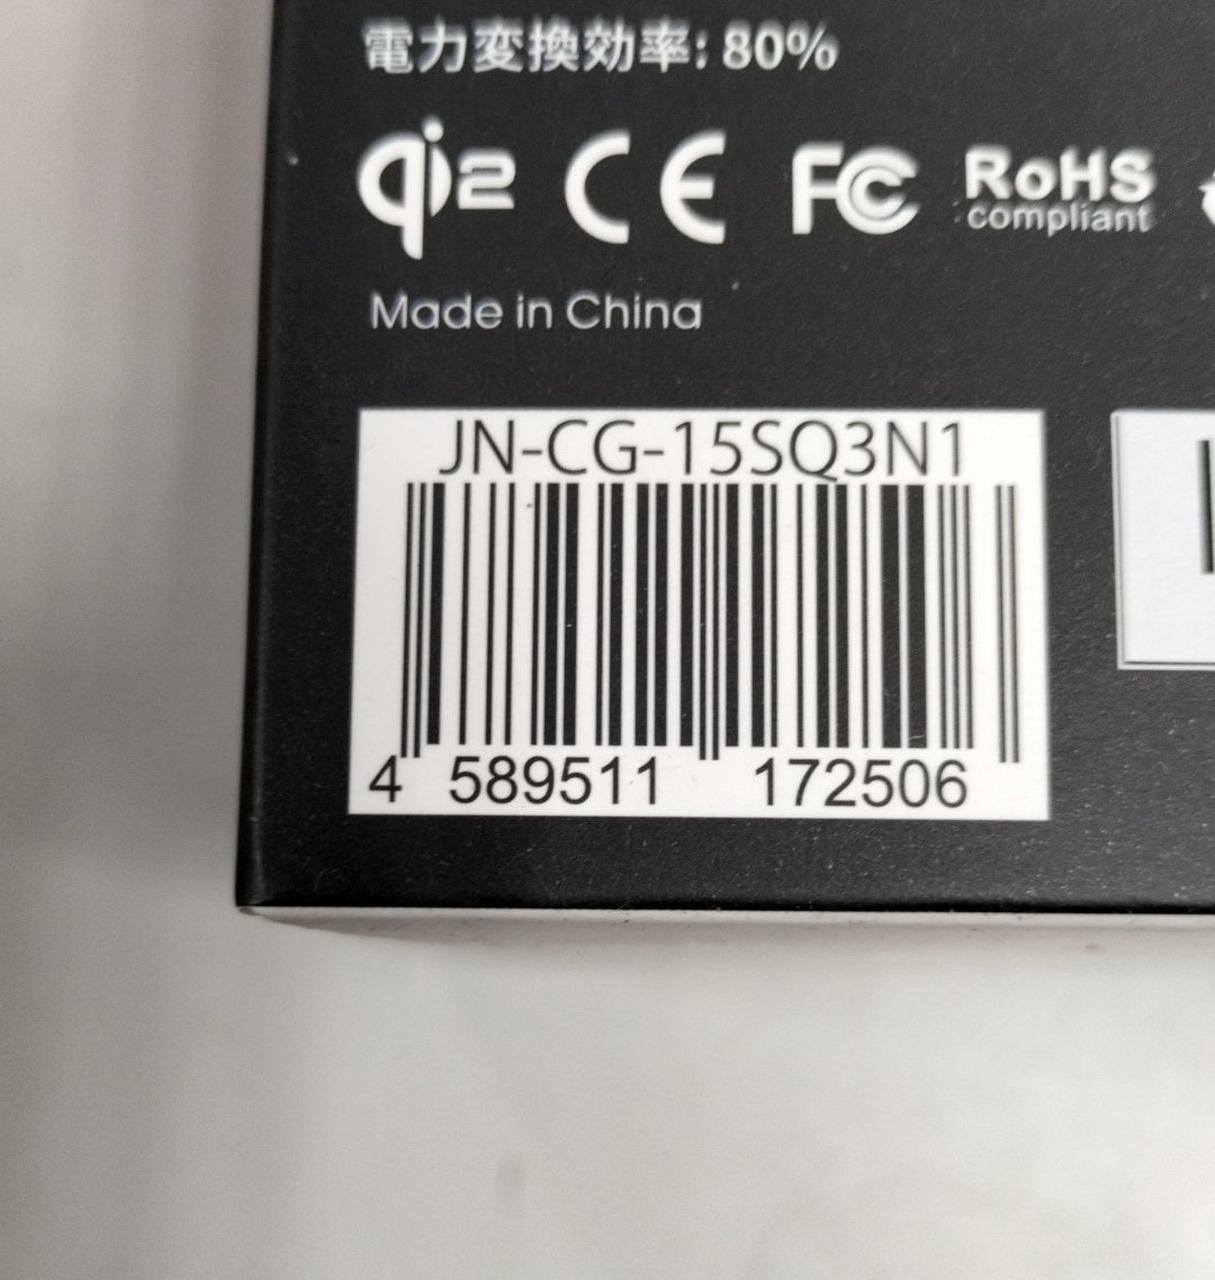 電力変換効率: 80%
qi2 CE FC RoHS
compliant
Made in China
JN-CG-15SQ3N1
4 589511 172506